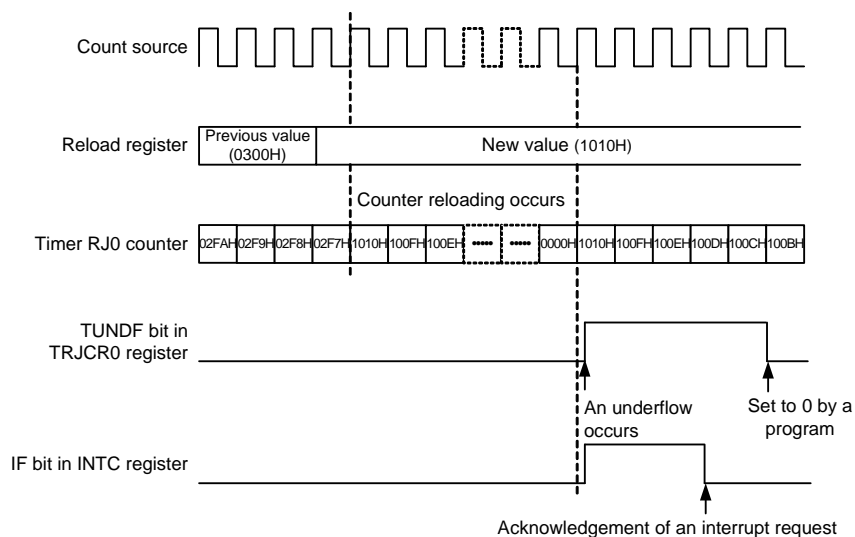 Count source
Reload register
Previous value
(0300H)
New value (1010H)
Counter reloading occurs
Timer RJ0 counter
02FAH 02F9H 02F8H 02F7H 1010H 100FH 100EH ••••• ••••• 0000H 1010H 100FH 100EH 100DH 100CH 100BH
TUNDF bit in
TRJCR0 register
An underflow
occurs
Set to 0 by a
program
IF bit in INTC register
Acknowledgement of an interrupt request